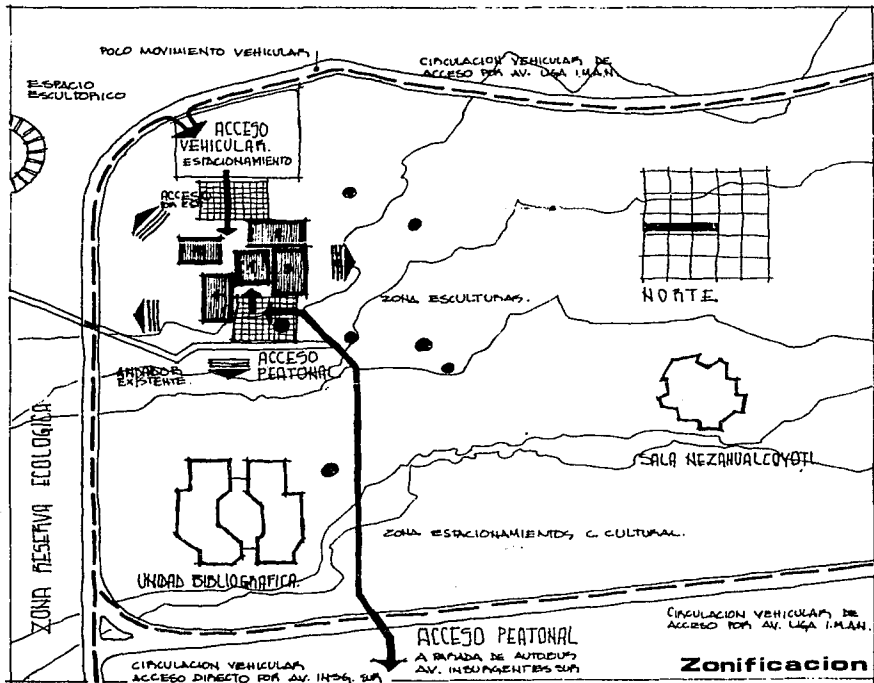 POCO MOVIMIENTO VEHICULAR
CIRCULACION VEHICULAR DE
ACCESO POR AV. LIGA I.M.A.N.
ESPACIO
ESCULTORICO
ACCESO
VEHICULAR.
ESTACIONAMIENTO
ACCESO
ZONA ESCULTURAS.
NORTE
ANDADOR
EXISTENTE.
ACCESO
PEATONAL
SALA NEZAHUALCOYOTL
ZONA RESERVA ECOLOGICA
ZONA ESTACIONAMIENTOS C. CULTURAL.
UNIDAD BIBLIOGRAFICA.
CIRCULACION VEHICULAR DE
ACCESO POR AV. LIGA I.M.A.N.
ACCESO PEATONAL
A PARADA DE AUTOBUS
AV. INSURGENTES SUR
CIRCULACION VEHICULAR
ACCESO DIRECTO POR AV. INSG. SUR
Zonificacion